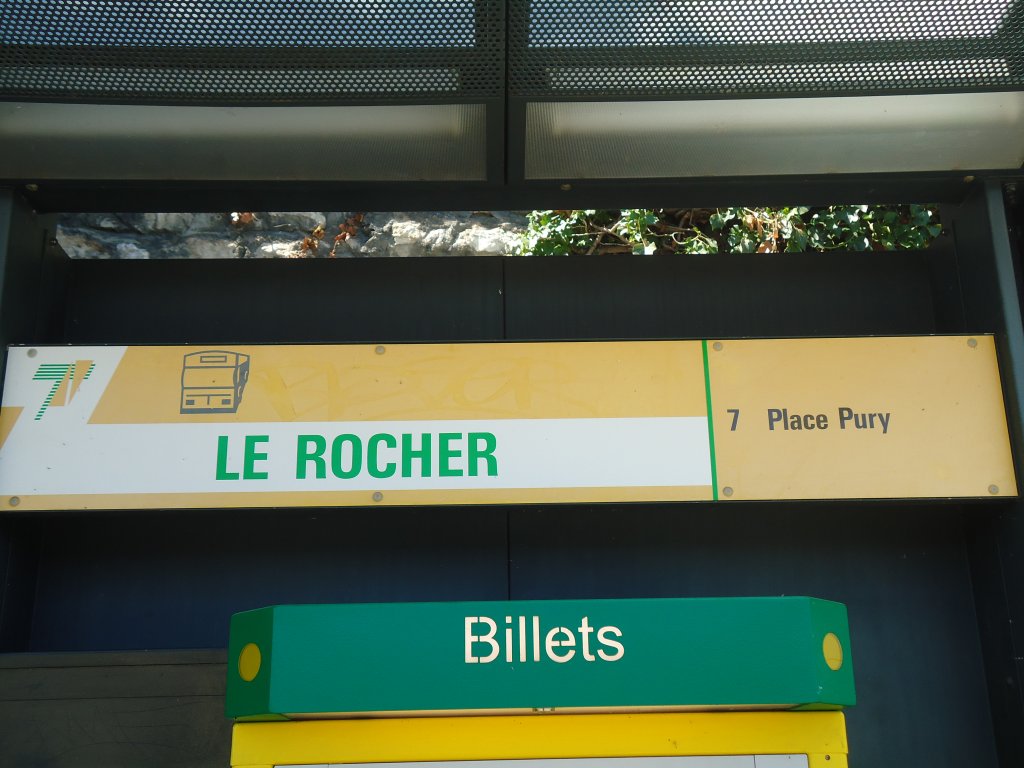 LE ROCHER
7 Place Pury
Billets